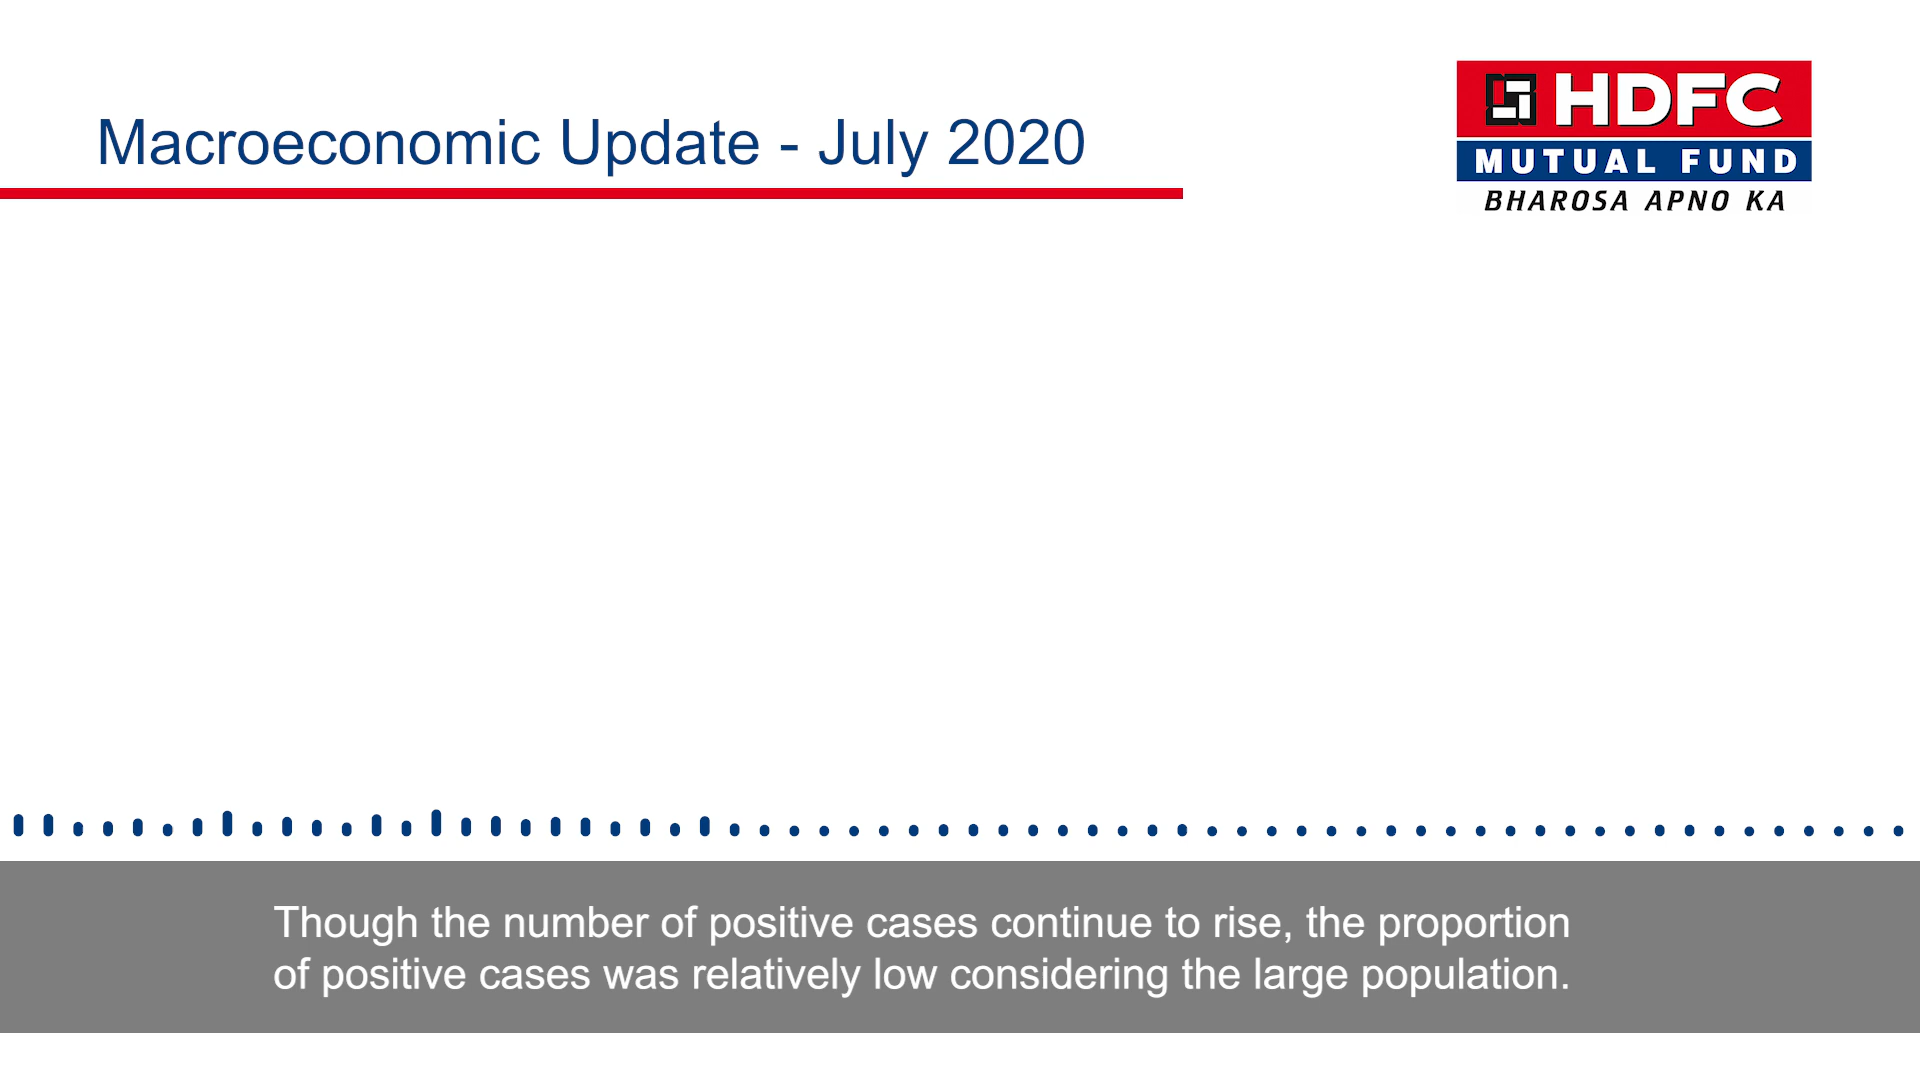 Macroeconomic Update - July 2020
HDFC
MUTUAL FUND
BHAROSA APNO KA
Though the number of positive cases continue to rise, the proportion
of positive cases was relatively low considering the large population.